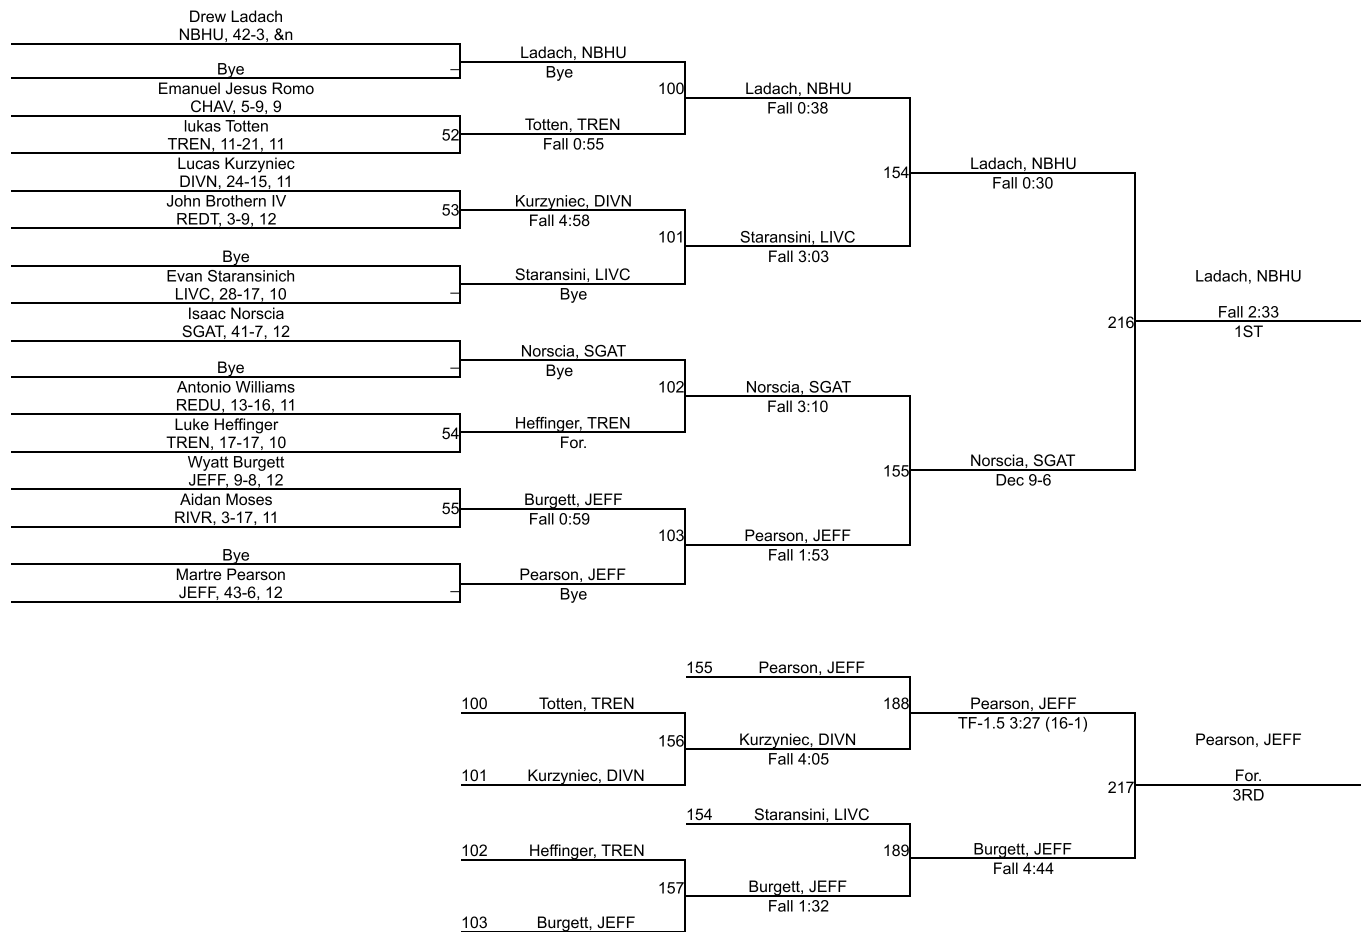 Drew Ladach
NBHU, 42-3, &n
Bye
Emanuel Jesus Romo
CHAV, 5-9, 9
lukas Totten
TREN, 11-21, 11
Lucas Kurzyniec
DIVN, 24-15, 11
John Brothern IV
REDT, 3-9, 12
Bye
Evan Staransinich
LIVC, 28-17, 10
Isaac Norscia
SGAT, 41-7, 12
Bye
Antonio Williams
REDU, 13-16, 11
Luke Heffinger
TREN, 17-17, 10
Wyatt Burgett
JEFF, 9-8, 12
Aidan Moses
RIVR, 3-17, 11
Bye
Martre Pearson
JEFF, 43-6, 12
Ladach, NBHU
Bye
52
Totten, TREN
Fall 0:55
53
Kurzyniec, DIVN
Fall 4:58
Staransini, LIVC
Bye
Norscia, SGAT
Bye
54
Heffinger, TREN
For.
55
Burgett, JEFF
Fall 0:59
Pearson, JEFF
Bye
100
Ladach, NBHU
Fall 0:38
101
Staransini, LIVC
Fall 3:03
102
Norscia, SGAT
Fall 3:10
103
Pearson, JEFF
Fall 1:53
154
Ladach, NBHU
Fall 0:30
155
Norscia, SGAT
Dec 9-6
216
Ladach, NBHU
Fall 2:33
1ST
100 Totten, TREN
101 Kurzyniec, DIVN
102 Heffinger, TREN
103 Burgett, JEFF
155 Pearson, JEFF
156
Kurzyniec, DIVN
Fall 4:05
154 Staransini, LIVC
157
Burgett, JEFF
Fall 1:32
188
Pearson, JEFF
TF-1.5 3:27 (16-1)
189
Burgett, JEFF
Fall 4:44
217
Pearson, JEFF
For.
3RD